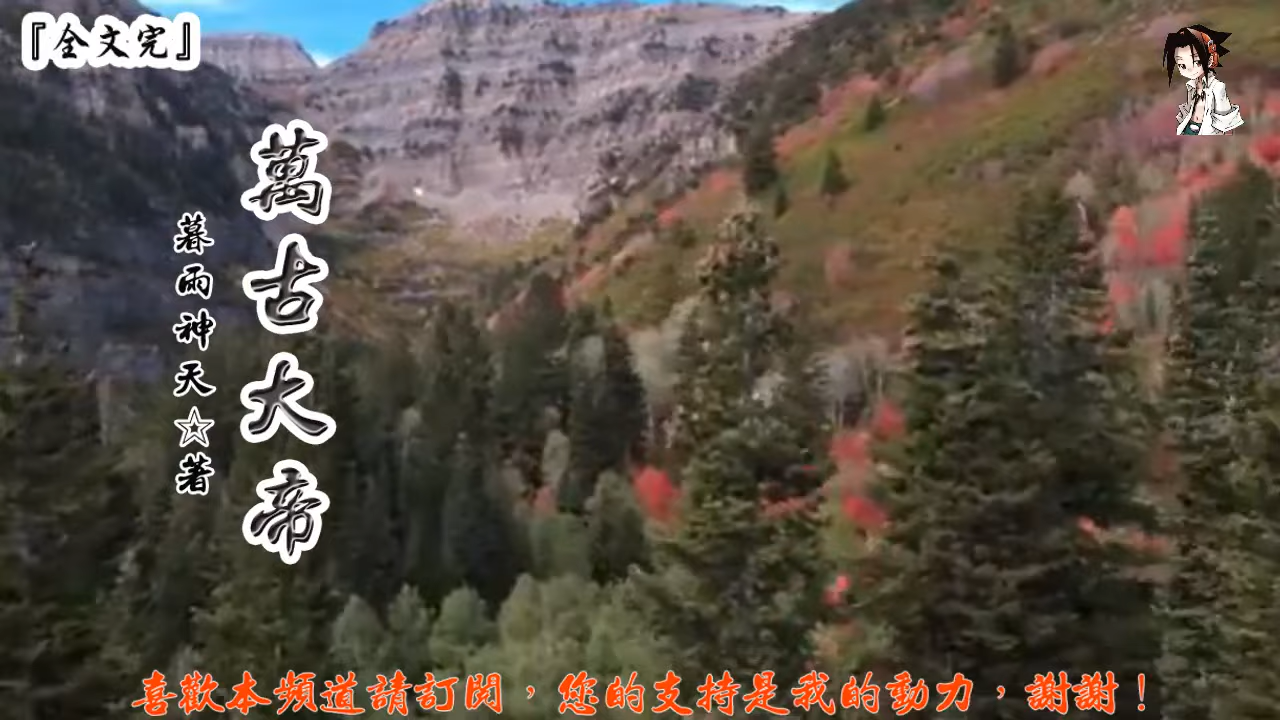 『全文完』
萬古大帝
暮雨神天☆著
喜歡本頻道請訂閱，您的支持是我的動力，謝謝！